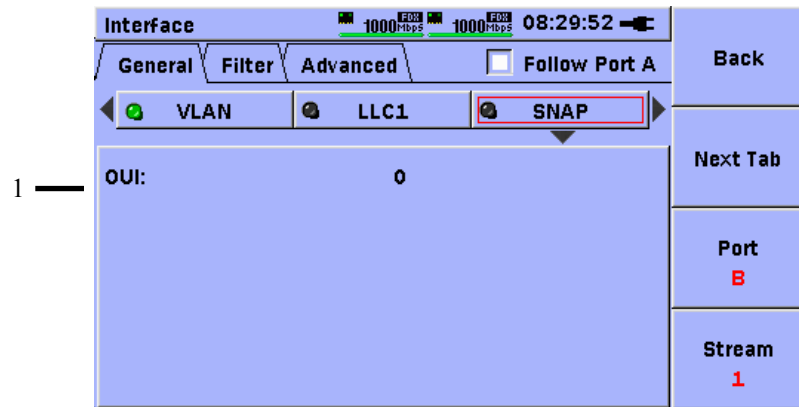 Interface 1000 FDX Mbps 1000 FDX Mbps 08:29:52
General Filter Advanced Follow Port A
VLAN LLC1 SNAP
OUI: 0
1
Back
Next Tab
Port
B
Stream
1